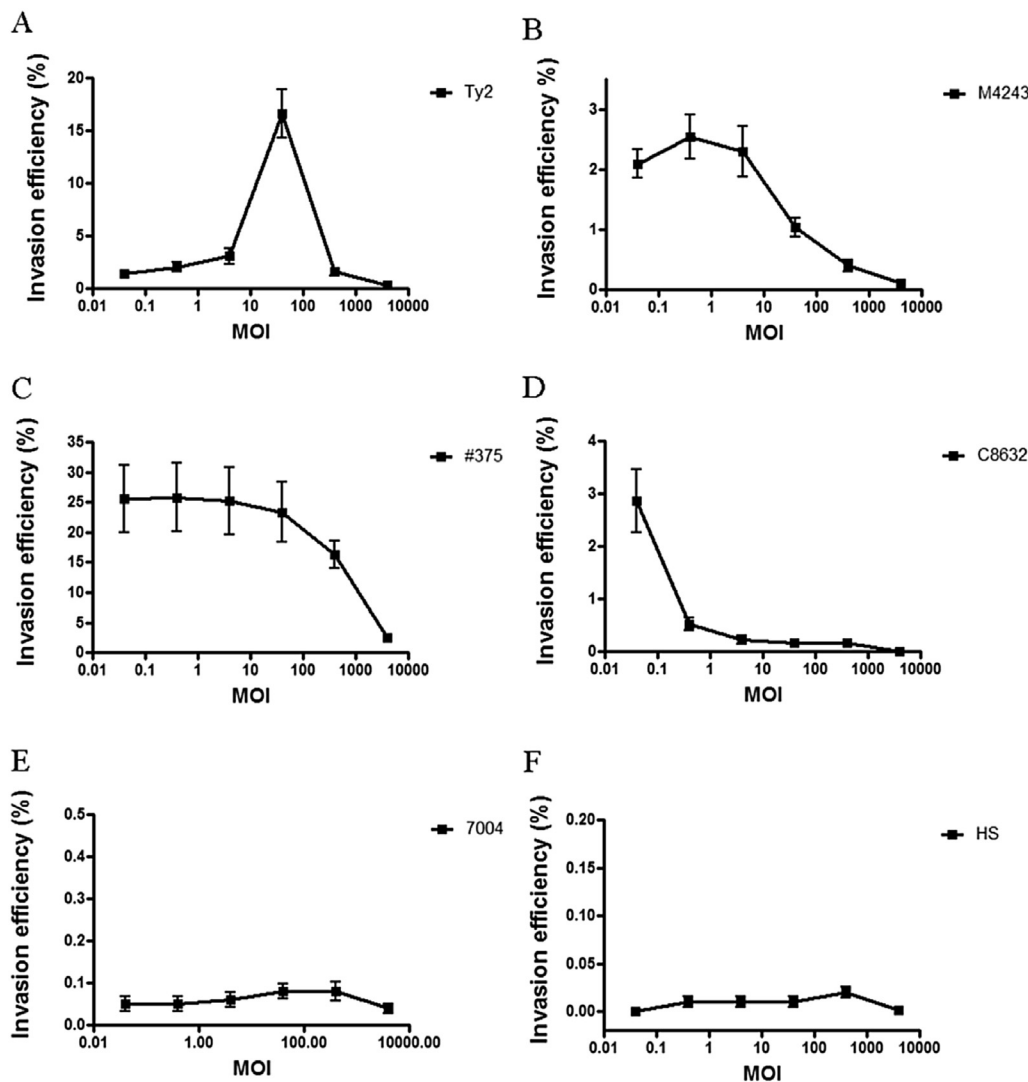 A
Invasion efficiency (%)
20
15
10
5
0
0.01 0.1 1 10 100 1000 10000
MOI
Ty2
B
Invasion efficiency %)
3
2
1
0
0.01 0.1 1 10 100 1000 10000
MOI
M4243
C
Invasion efficiency (%)
35
30
25
20
15
10
5
0
0.01 0.1 1 10 100 1000 10000
MOI
#375
D
Invasion efficiency (%)
4
3
2
1
0
0.01 0.1 1 10 100 1000 10000
MOI
C8632
E
Invasion efficiency (%)
0.5
0.4
0.3
0.2
0.1
0.0
0.01 1.00 100.00 10000.00
MOI
7004
F
Invasion efficiency (%)
0.20
0.15
0.10
0.05
0.00
0.01 0.1 1 10 100 1000 10000
MOI
HS